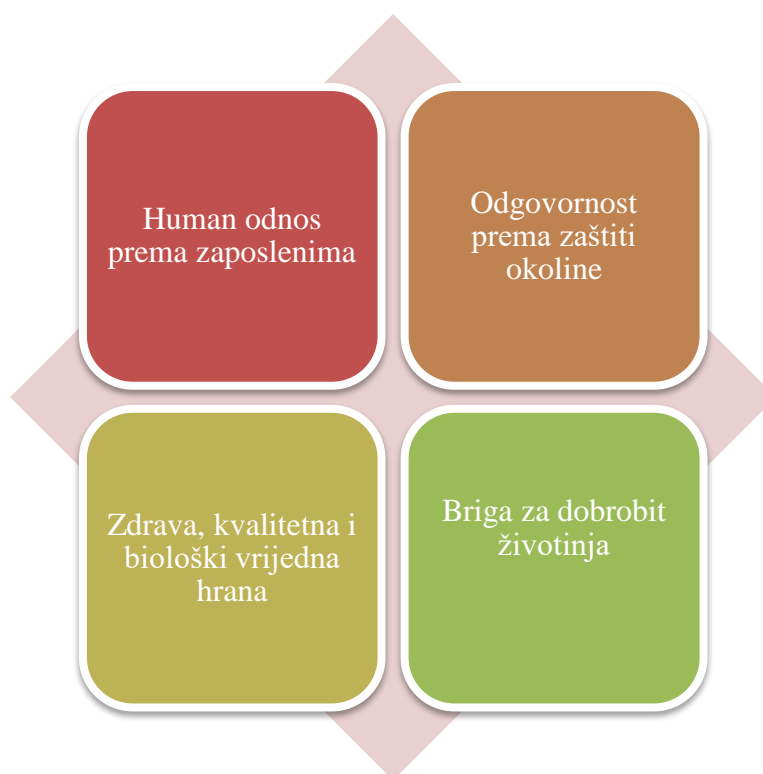 Human odnos
prema zaposlenima
Odgovornost
prema zaštiti
okoline
Zdrava, kvalitetna i
biološki vrijedna
hrana
Briga za dobrobit
životinja